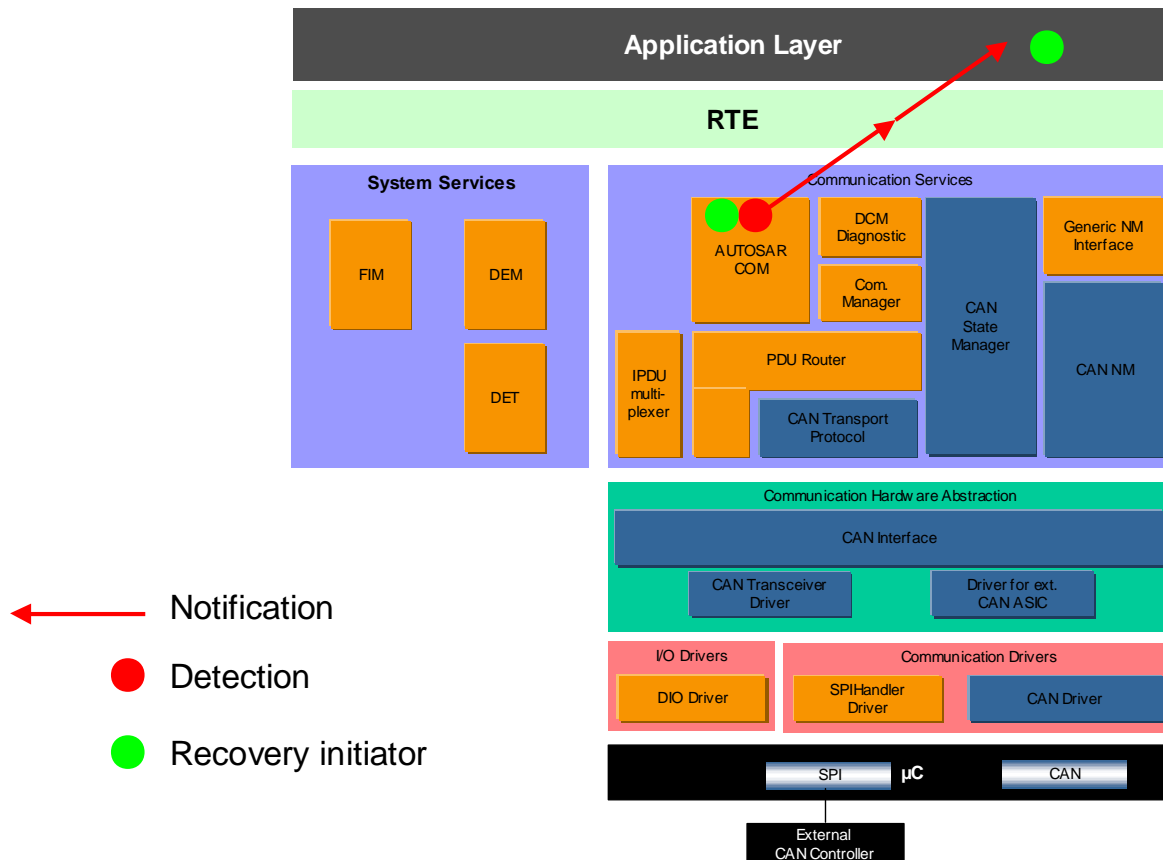 Application Layer
RTE
System Services
FIM
DEM
DET
Communication Services
AUTOSAR
COM
DCM
Diagnostic
Com.
Manager
CAN
State
Manager
Generic NM
Interface
CAN NM
IPDU
multi-
plexer
PDU Router
CAN Transport
Protocol
Communication Hardware Abstraction
CAN Interface
CAN Transceiver
Driver
Driver for ext.
CAN ASIC
Notification
Detection
Recovery initiator
I/O Drivers
DIO Driver
Communication Drivers
SPIHandler
Driver
CAN Driver
SPI
µC
CAN
External
CAN Controller